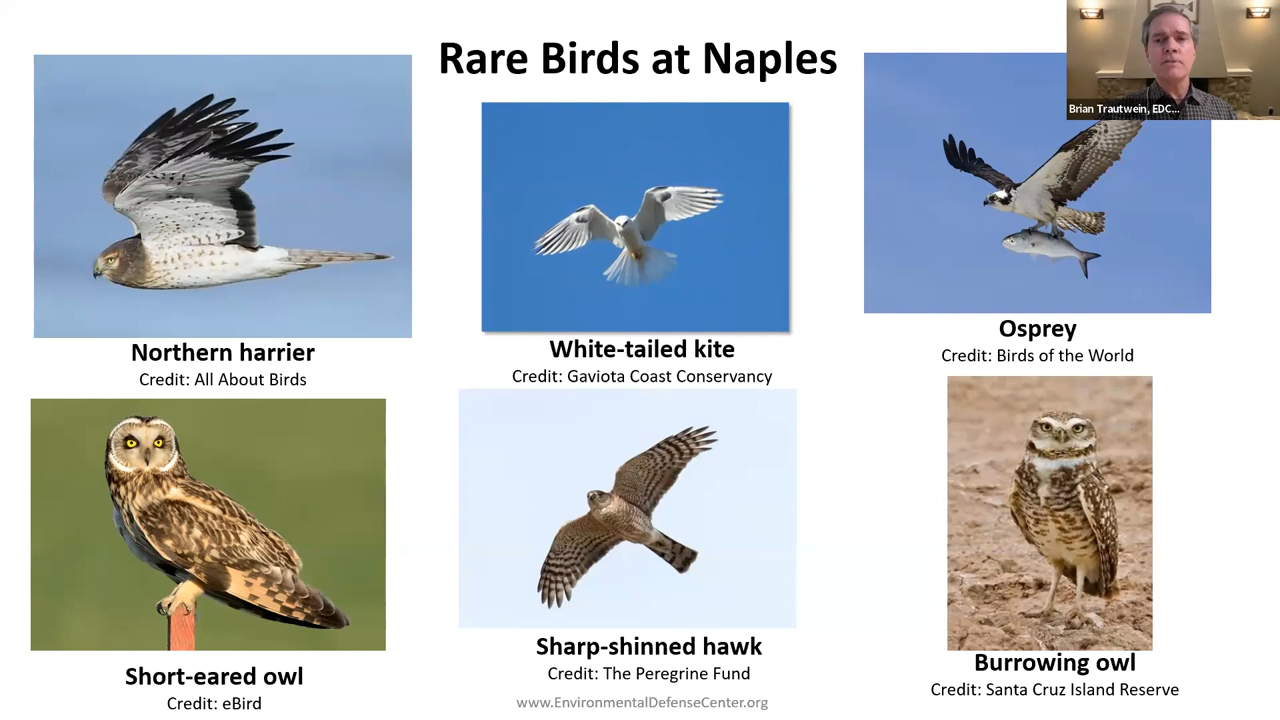 Rare Birds at Naples
Brian Trautwein, EDC...
Northern harrier
Credit: All About Birds
White-tailed kite
Credit: Gaviota Coast Conservancy
Osprey
Credit: Birds of the World
Short-eared owl
Credit: eBird
Sharp-shinned hawk
Credit: The Peregrine Fund
Burrowing owl
Credit: Santa Cruz Island Reserve
www.EnvironmentalDefenseCenter.org